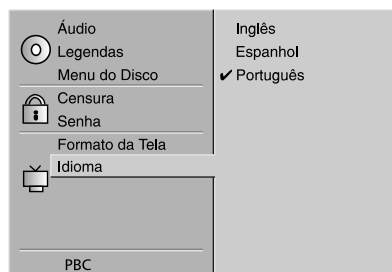 Áudio
Legendas
Menu do Disco
Censura
Senha
Formato da Tela
Idioma
PBC
Inglês
Espanhol
✔ Português